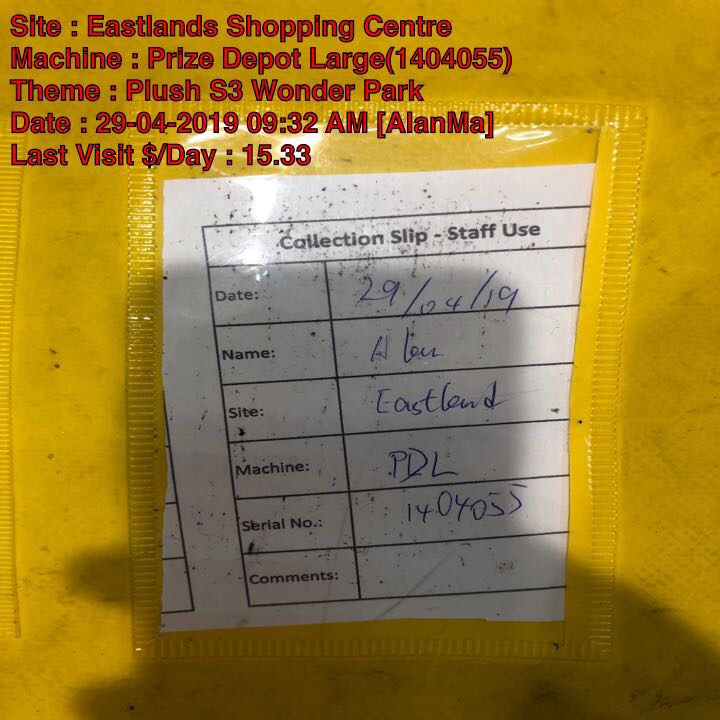 Site : Eastlands Shopping Centre
Machine : Prize Depot Large(1404055)
Theme : Plush S3 Wonder Park
Date : 29-04-2019 09:32 AM [AlanMa]
Last Visit $/Day : 15.33
Collection Slip - Staff Use
Date: 29/04/19
Name: Alan
Site: Eastland
Machine: PDL
Serial No.: 1404055
Comments: